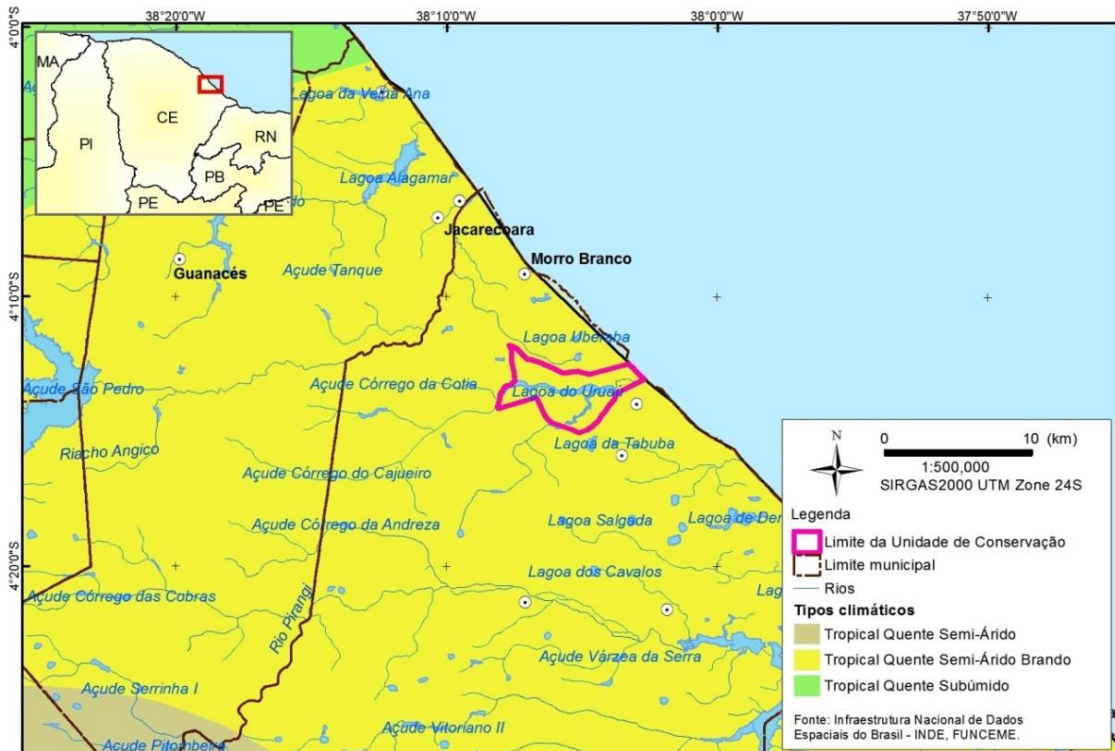 38°20'0"W 38°10'0"W 38°0'0"W 37°50'0"W
4°0'0"S
4°10'0"S
4°20'0"S
MA
PI
CE
RN
PB
PE
PE
Lagoa da Velha Ana
Lagoa Alagamar
Jacarecoara
Guanacés
Açude Tanque
Morro Branco
Lagoa Uberaba
Açude São Pedro
Açude Córrego da Cotia
Lagoa do Uruaú
Riacho Angico
Lagoa da Tabuba
Açude Córrego do Cajueiro
Açude Córrego da Andreza
Lagoa Salgada
Lagoa de Der
Lagoa dos Cavalos
Lag
Açude Córrego das Cobras
Rio Pirangi
Açude Várzea da Serra
Açude Serrinha I
Açude Vitoriano II
Açude Pitombeira
N
0 10 (km)
1:500,000
SIRGAS2000 UTM Zone 24S
Legenda
Limite da Unidade de Conservação
Limite municipal
Rios
Tipos climáticos
Tropical Quente Semi-Árido
Tropical Quente Semi-Árido Brando
Tropical Quente Subúmido
Fonte: Infraestrutura Nacional de Dados
Espaciais do Brasil - INDE, FUNCEME.